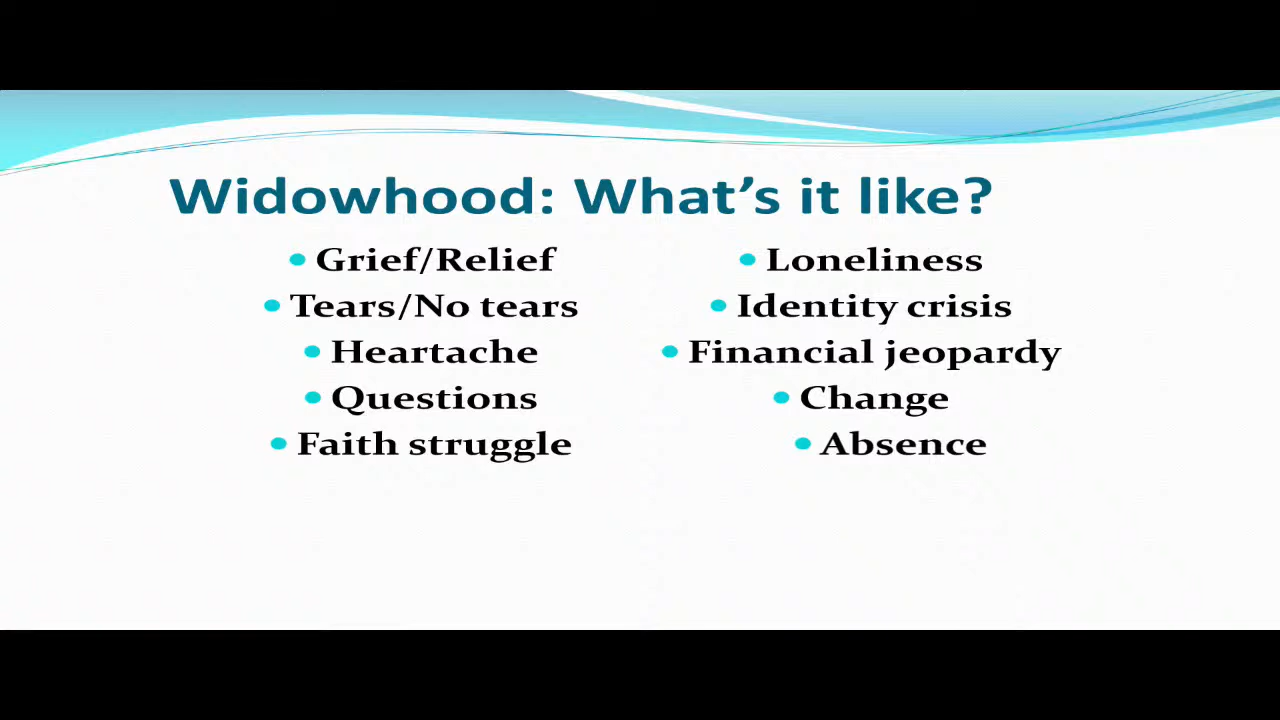 Widowhood: What's it like?
• Grief/Relief
• Tears/No tears
• Heartache
• Questions
• Faith struggle
• Loneliness
• Identity crisis
• Financial jeopardy
• Change
• Absence